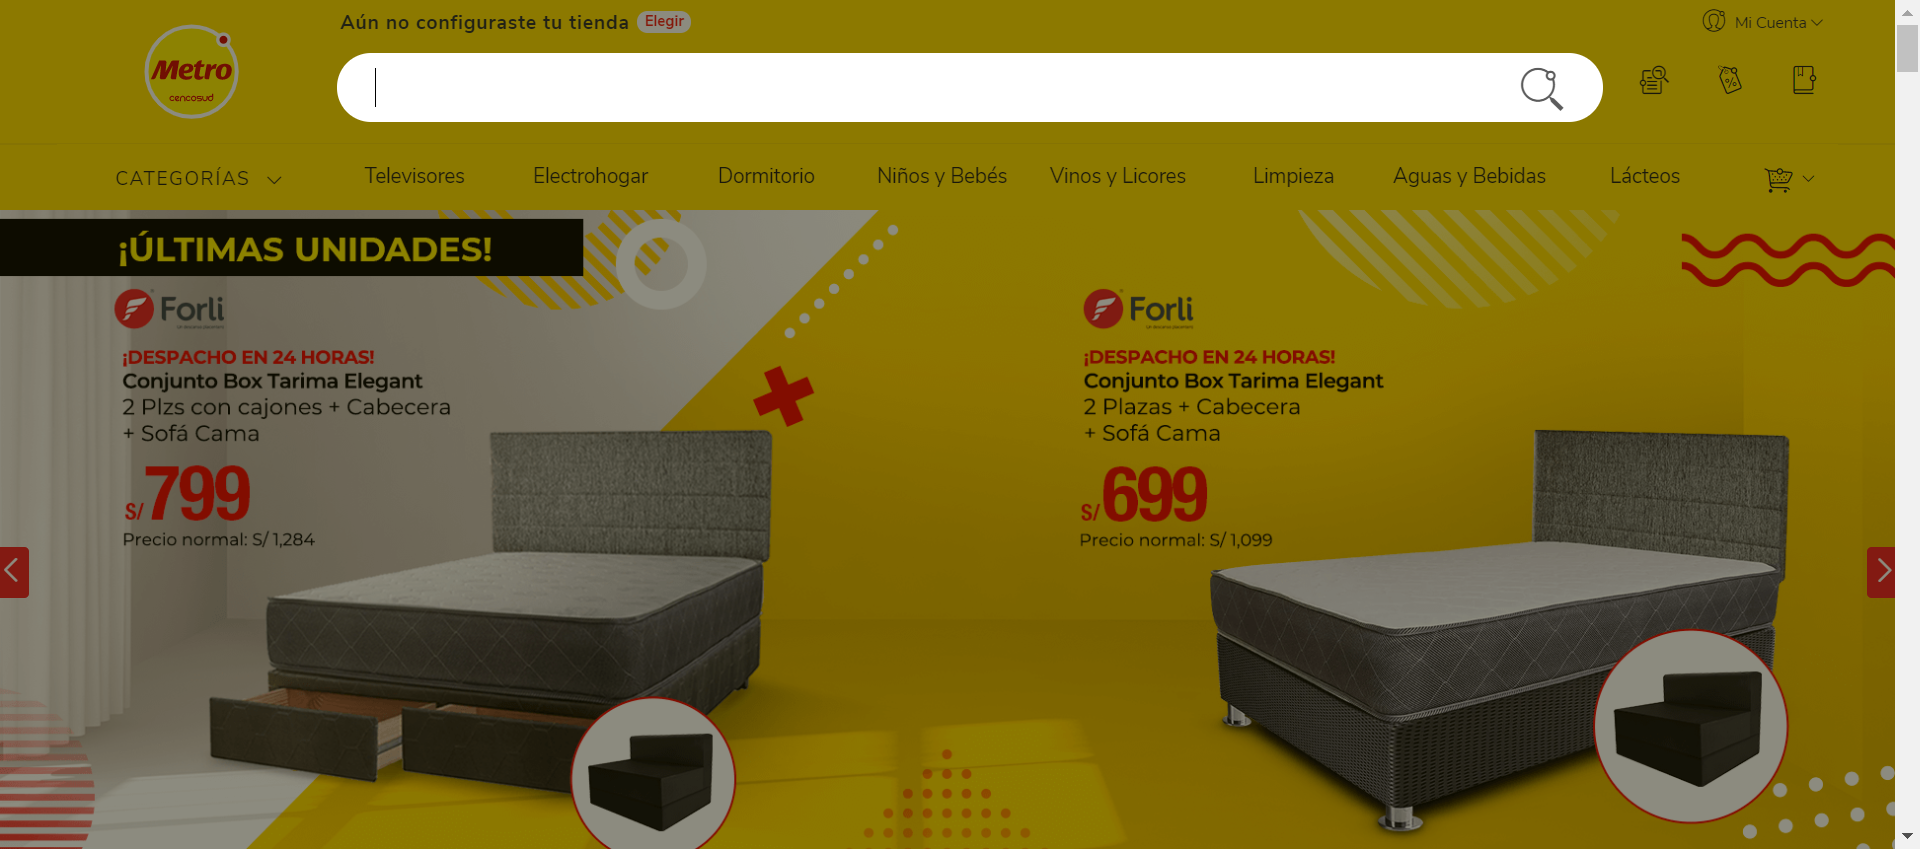 Aún no configuraste tu tienda Elegir
Mi Cuenta
Metro
cencosud
CATEGORÍAS
Televisores
Electrohogar
Dormitorio
Niños y Bebés
Vinos y Licores
Limpieza
Aguas y Bebidas
Lácteos
¡ÚLTIMAS UNIDADES!
Forli
¡DESPACHO EN 24 HORAS!
Conjunto Box Tarima Elegant
2 Plzs con cajones + Cabecera
+ Sofá Cama
S/799
Precio normal: S/ 1,284
Forli
¡DESPACHO EN 24 HORAS!
Conjunto Box Tarima Elegant
2 Plazas + Cabecera
+ Sofá Cama
S/699
Precio normal: S/ 1,099